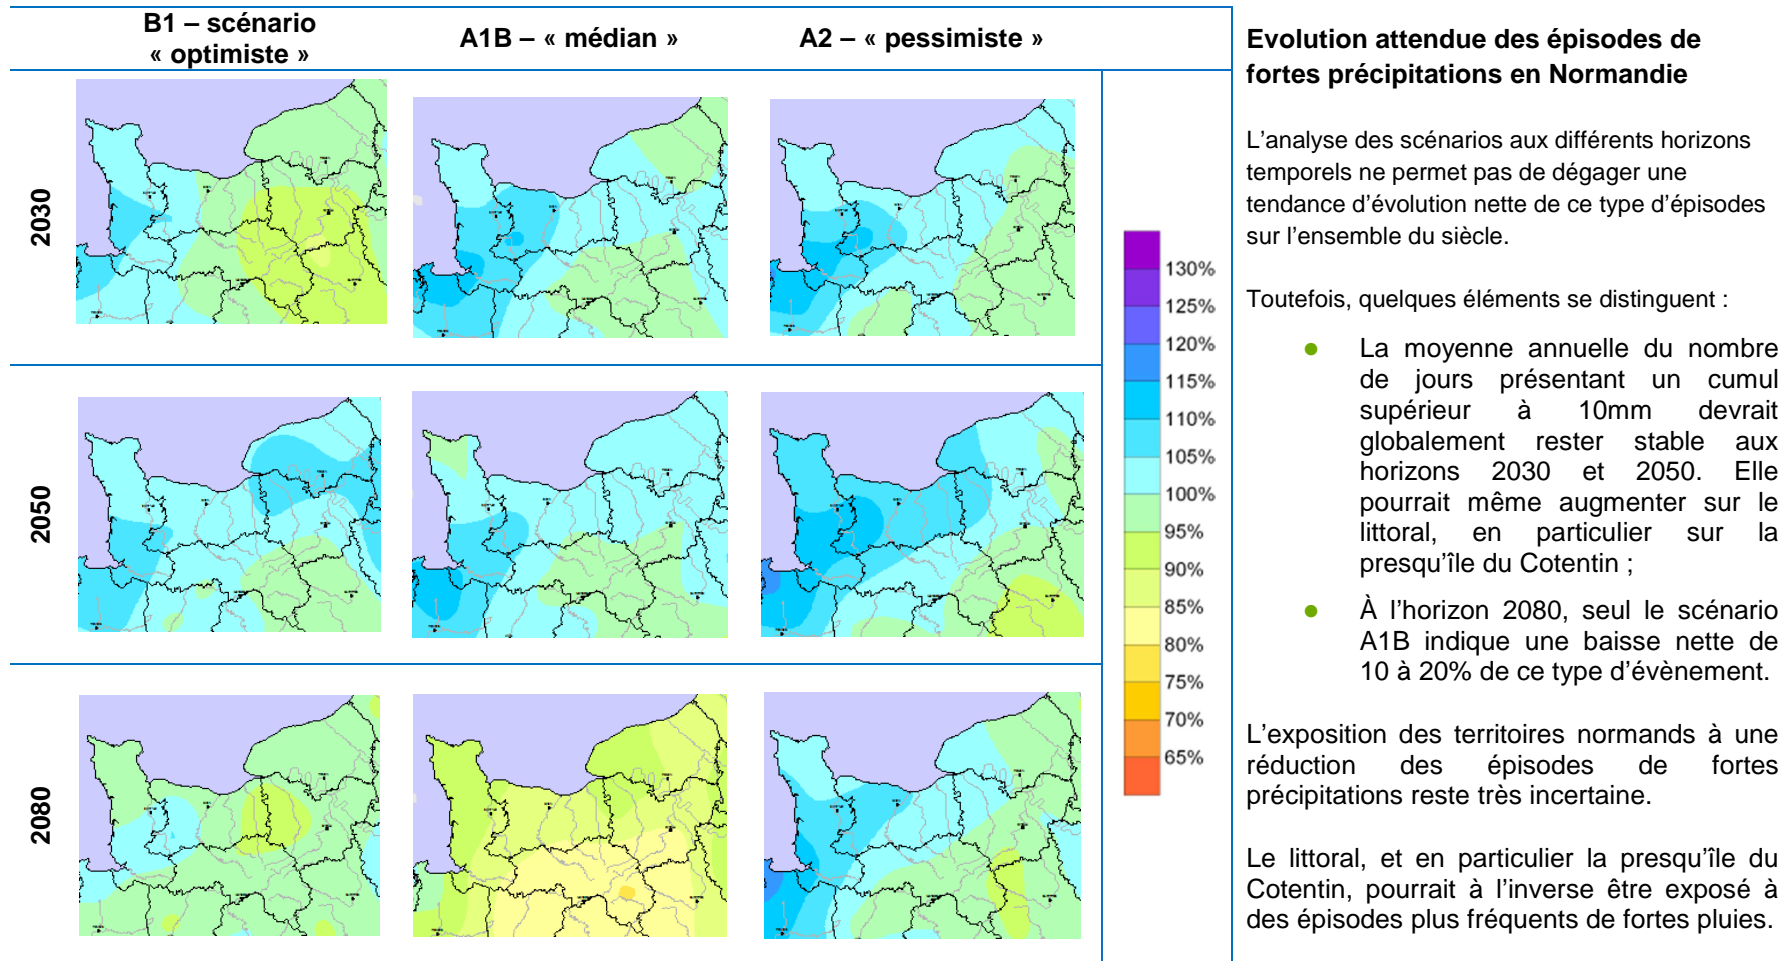 B1 – scénario
« optimiste »
A1B – « médian »
A2 – « pessimiste »
2030
2050
2080
130%
125%
120%
115%
110%
105%
100%
95%
90%
85%
80%
75%
70%
65%
Evolution attendue des épisodes de
fortes précipitations en Normandie
L'analyse des scénarios aux différents horizons
temporels ne permet pas de dégager une
tendance d'évolution nette de ce type d'épisodes
sur l'ensemble du siècle.
Toutefois, quelques éléments se distinguent :
● La moyenne annuelle du nombre
de jours présentant un cumul
supérieur à 10mm devrait
globalement rester stable aux
horizons 2030 et 2050. Elle
pourrait même augmenter sur le
littoral, en particulier sur la
presqu'île du Cotentin ;
● À l'horizon 2080, seul le scénario
A1B indique une baisse nette de
10 à 20% de ce type d'évènement.
L'exposition des territoires normands à une
réduction des épisodes de fortes
précipitations reste très incertaine.
Le littoral, et en particulier la presqu'île du
Cotentin, pourrait à l'inverse être exposé à
des épisodes plus fréquents de fortes pluies.